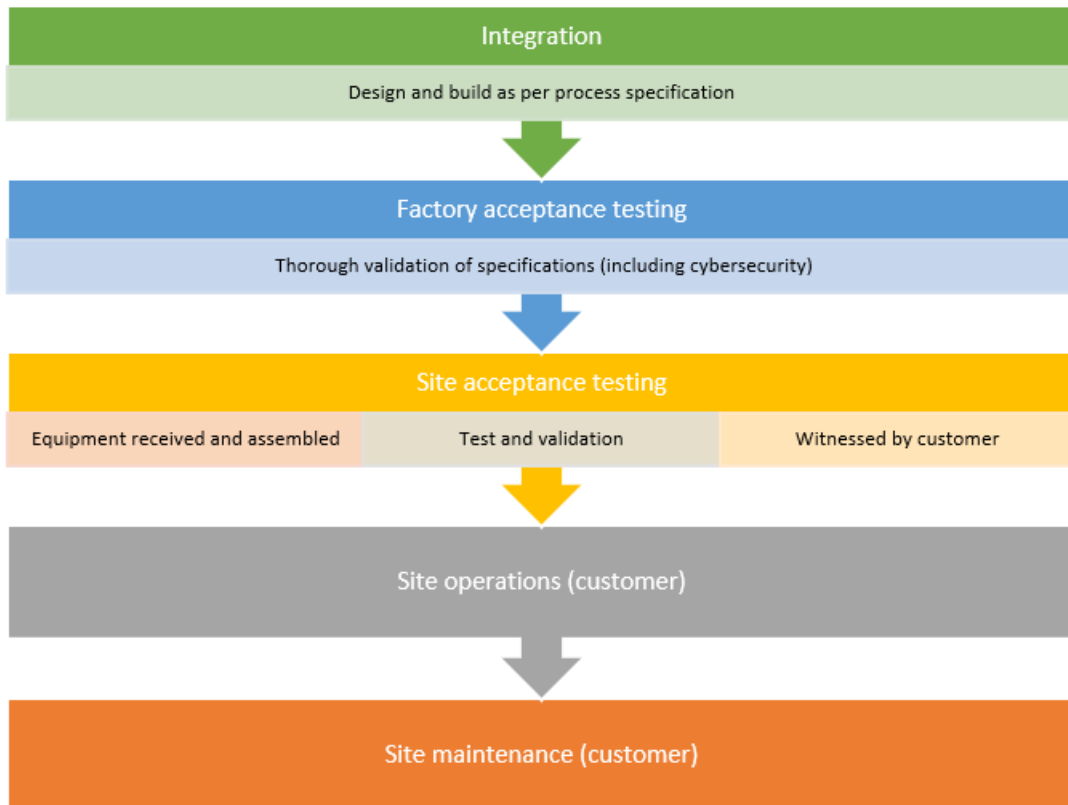 Integration
Design and build as per process specification
Factory acceptance testing
Thorough validation of specifications (including cybersecurity)
Site acceptance testing
Equipment received and assembled
Test and validation
Witnessed by customer
Site operations (customer)
Site maintenance (customer)